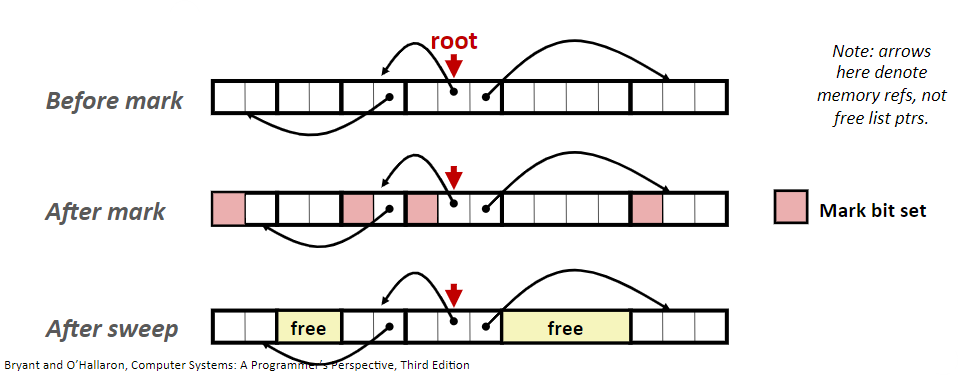 root
Note: arrows
here denote
memory refs, not
free list ptrs.
Before mark
After mark
Mark bit set
After sweep
free
free
Bryant and O’Hallaron, Computer Systems: A Programmer’s Perspective, Third Edition